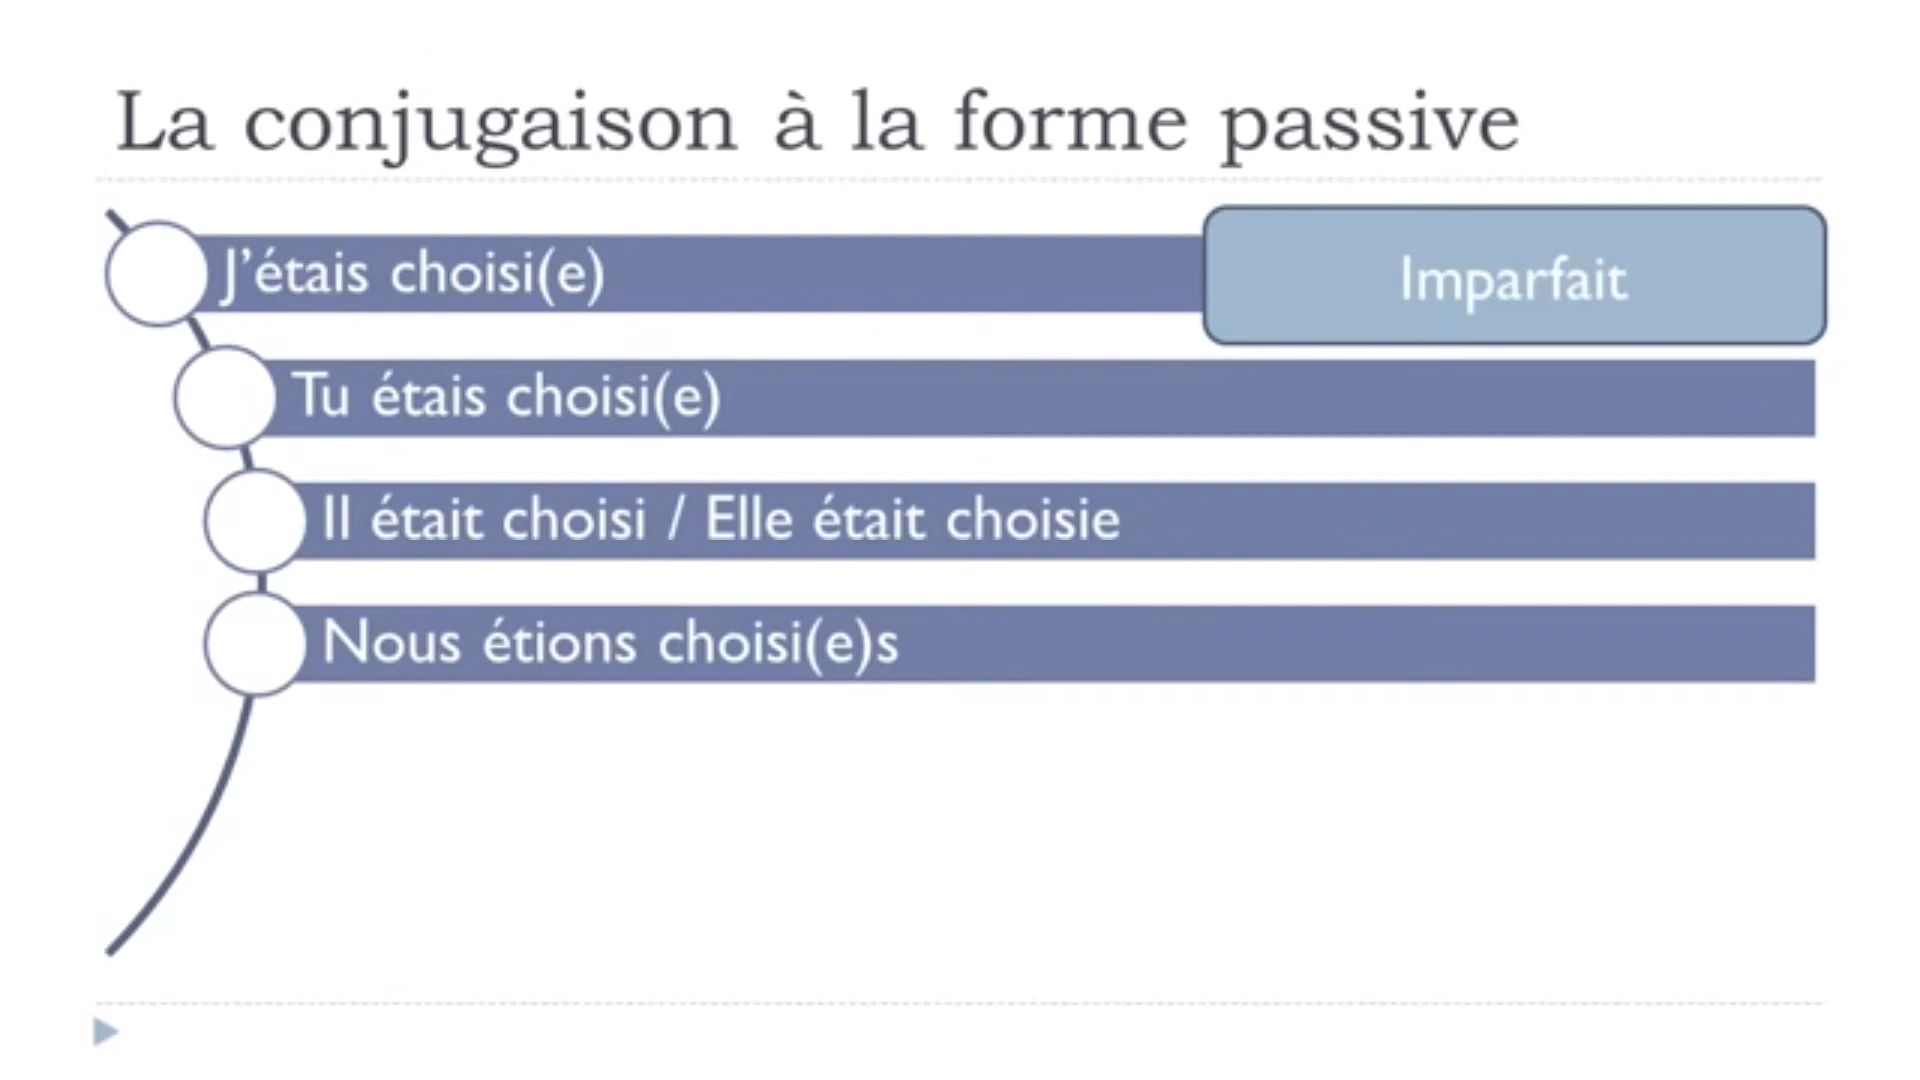 La conjugaison à la forme passive
J'étais choisi(e)
Imparfait
Tu étais choisi(e)
Il était choisi / Elle était choisie
Nous étions choisi(e)s